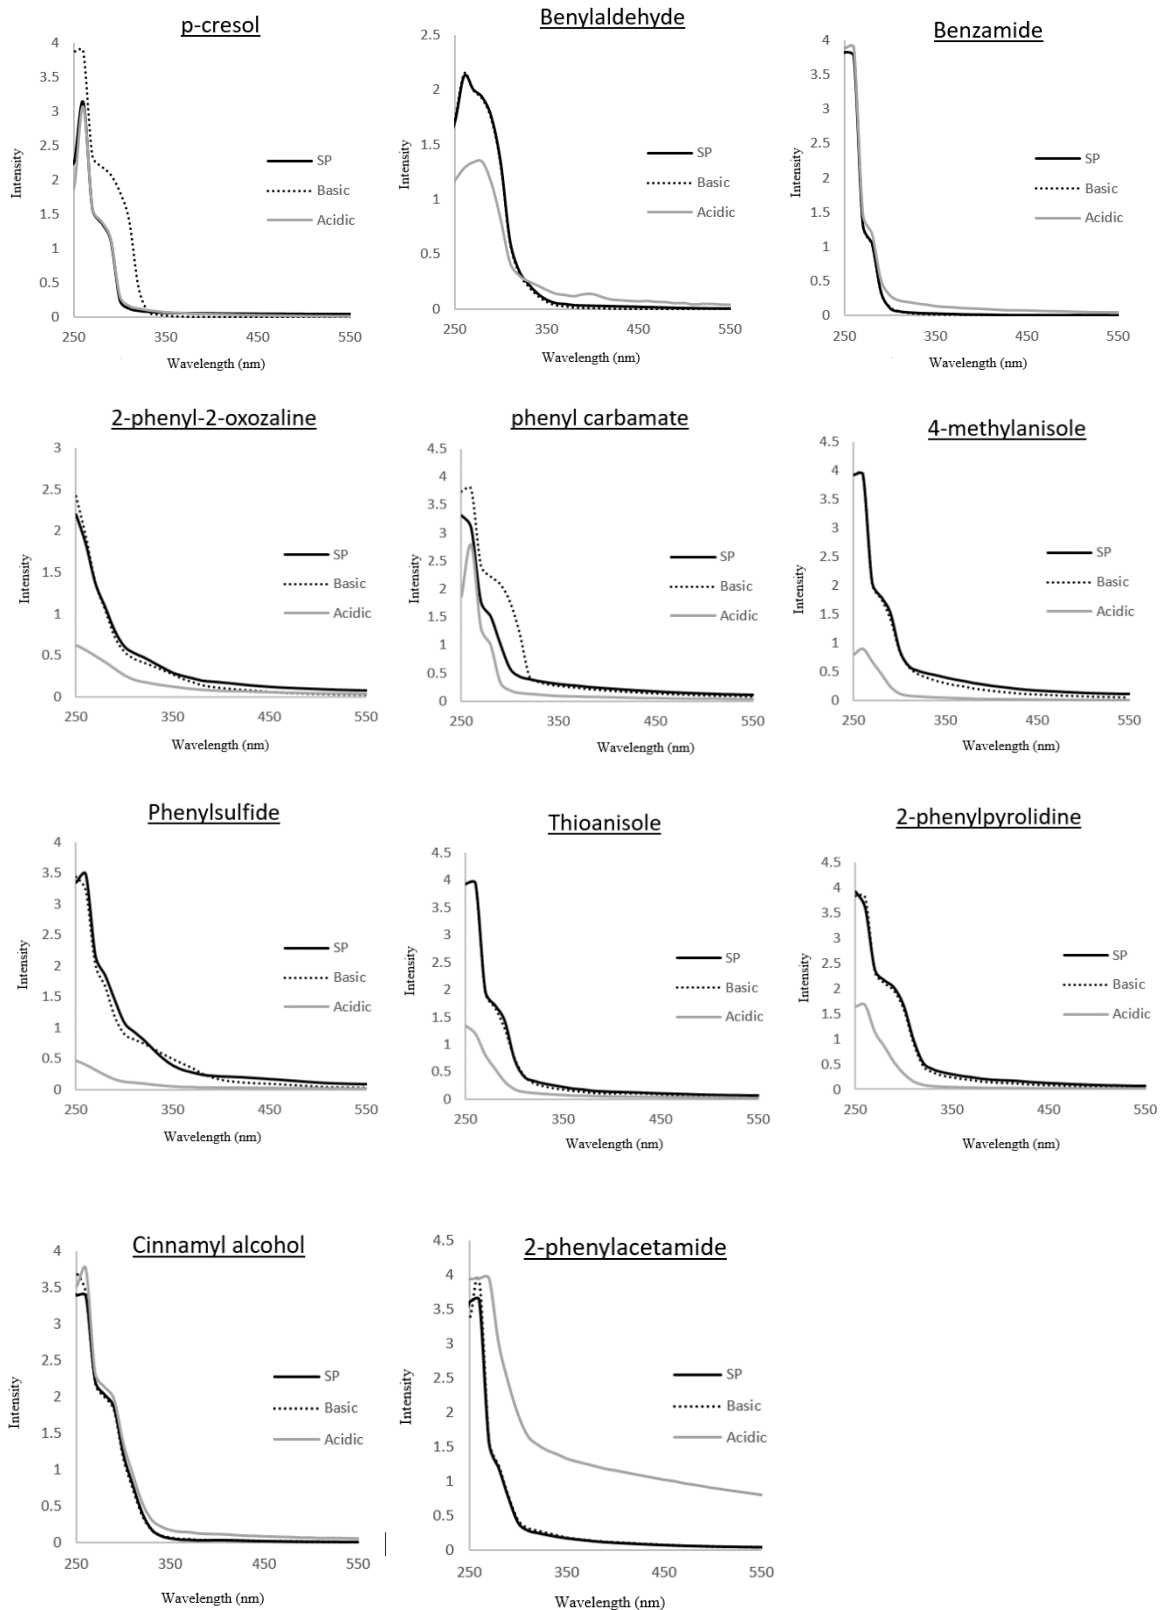 p-cresol
4
3.5
3
2.5
2
1.5
1
0.5
0
250
350
450
550
Intensity
Wavelength (nm)
SP
Basic
Acidic
Benylaldehyde
2.5
2
1.5
1
0.5
0
250
350
450
550
Intensity
Wavelength (nm)
SP
Basic
Acidic
Benzamide
4
3.5
3
2.5
2
1.5
1
0.5
0
250
350
450
550
Intensity
Wavelength (nm)
SP
Basic
Acidic
2-phenyl-2-oxozaline
3
2.5
2
1.5
1
0.5
0
250
350
450
550
Intensity
Wavelength (nm)
SP
Basic
Acidic
phenyl carbamate
4.5
4
3.5
3
2.5
2
1.5
1
0.5
0
250
350
450
550
Intensity
Wavelength (nm)
SP
Basic
Acidic
4-methylanisole
4.5
4
3.5
3
2.5
2
1.5
1
0.5
0
250
350
450
550
Intensity
Wavelength (nm)
SP
Basic
Acidic
Phenylsulfide
4
3.5
3
2.5
2
1.5
1
0.5
0
250
350
450
550
Intensity
Wavelength (nm)
SP
Basic
Acidic
Thioanisole
4.5
4
3.5
3
2.5
2
1.5
1
0.5
0
250
350
450
550
Intensity
Wavelength (nm)
SP
Basic
Acidic
2-phenylpyrolidine
4.5
4
3.5
3
2.5
2
1.5
1
0.5
0
250
350
450
550
Intensity
Wavelength (nm)
SP
Basic
Acidic
Cinnamyl alcohol
4
3.5
3
2.5
2
1.5
1
0.5
0
250
350
450
550
Intensity
Wavelength (nm)
SP
Basic
Acidic
2-phenylacetamide
4.5
4
3.5
3
2.5
2
1.5
1
0.5
0
250
350
450
550
Intensity
Wavelength (nm)
SP
Basic
Acidic